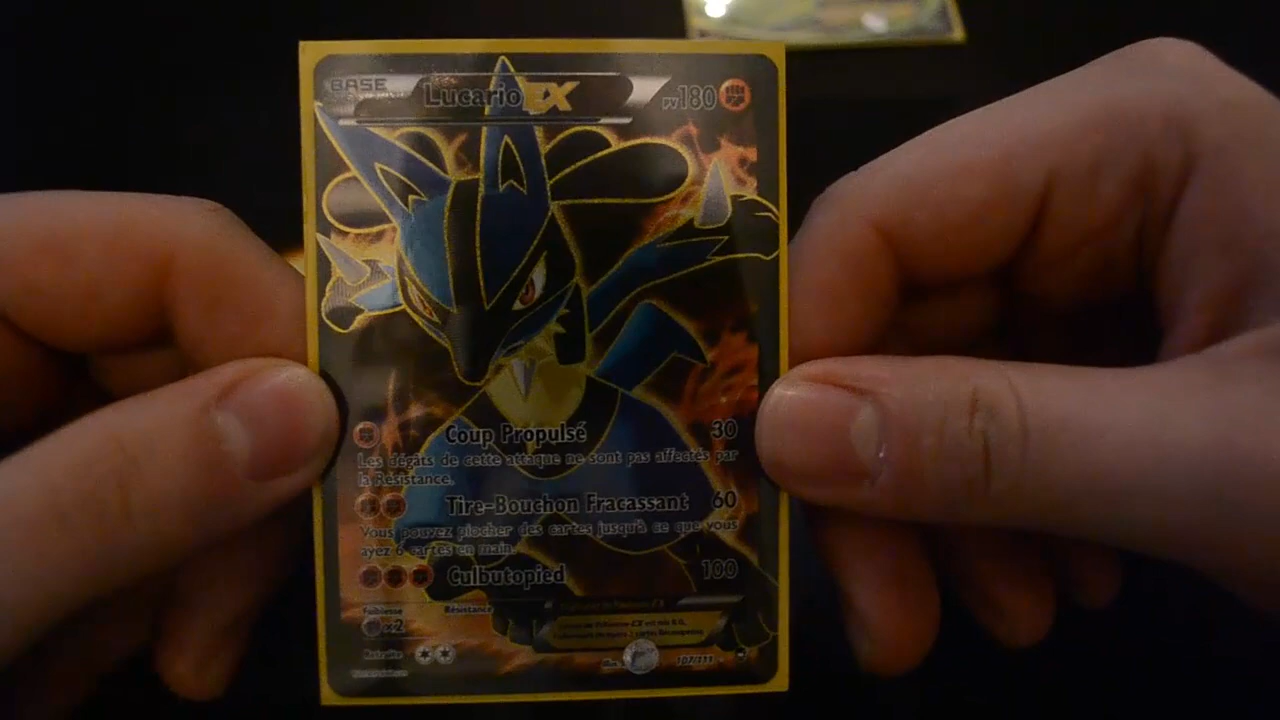 BASE
Lucario EX
PV180
Coup Propulsé 30
Les dégâts de cette attaque ne sont pas affectés par
la Résistance.
Tire-Bouchon Fracassant 60
Vous pouvez piocher des cartes jusqu'à ce que vous
ayez 6 cartes en main.
Culbutopied 100
Faiblesse Résistance
×2
Retraite
Illus.
107/111